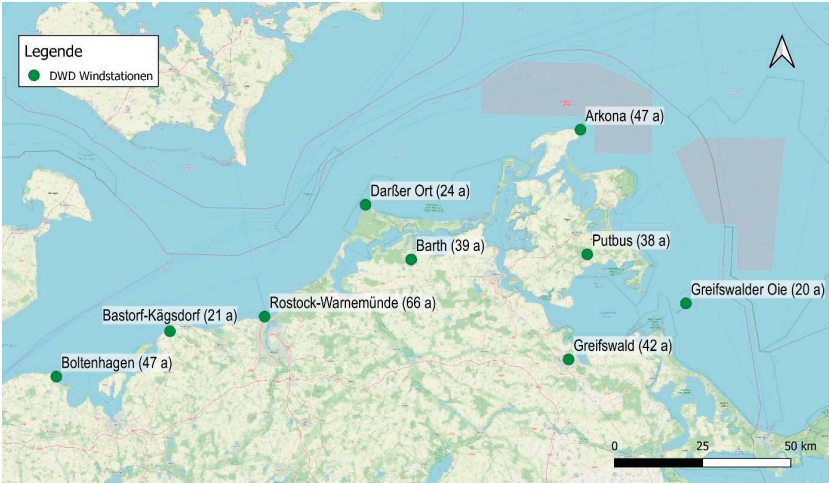 Legende
DWD Windstationen
Arkona (47 a)
Darßer Ort (24 a)
Barth (39 a)
Putbus (38 a)
Greifswalder Oie (20 a)
Rostock-Warnemünde (66 a)
Bastorf-Kägsdorf (21 a)
Greifswald (42 a)
Boltenhagen (47 a)
0 25 50 km